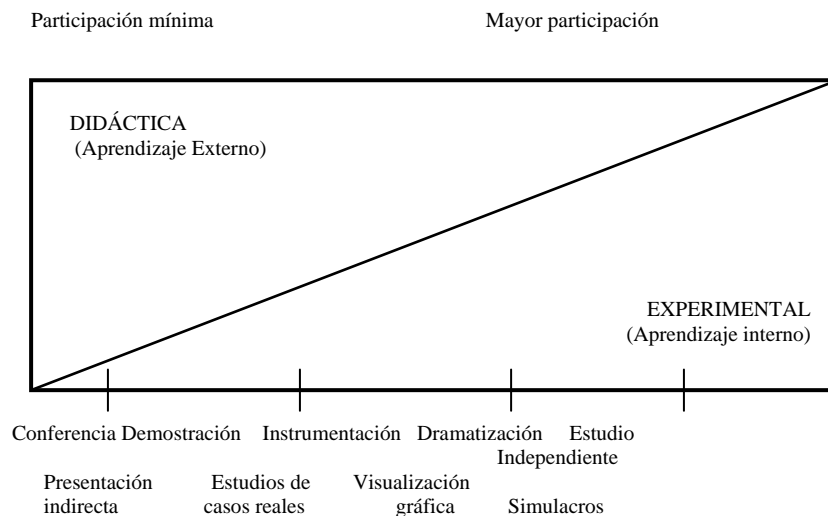 Participación mínima Mayor participación
DIDÁCTICA
(Aprendizaje Externo)
EXPERIMENTAL
(Aprendizaje interno)
Conferencia Demostración Instrumentación Dramatización Estudio
Independiente
Presentación Estudios de Visualización
indirecta casos reales gráfica Simulacros